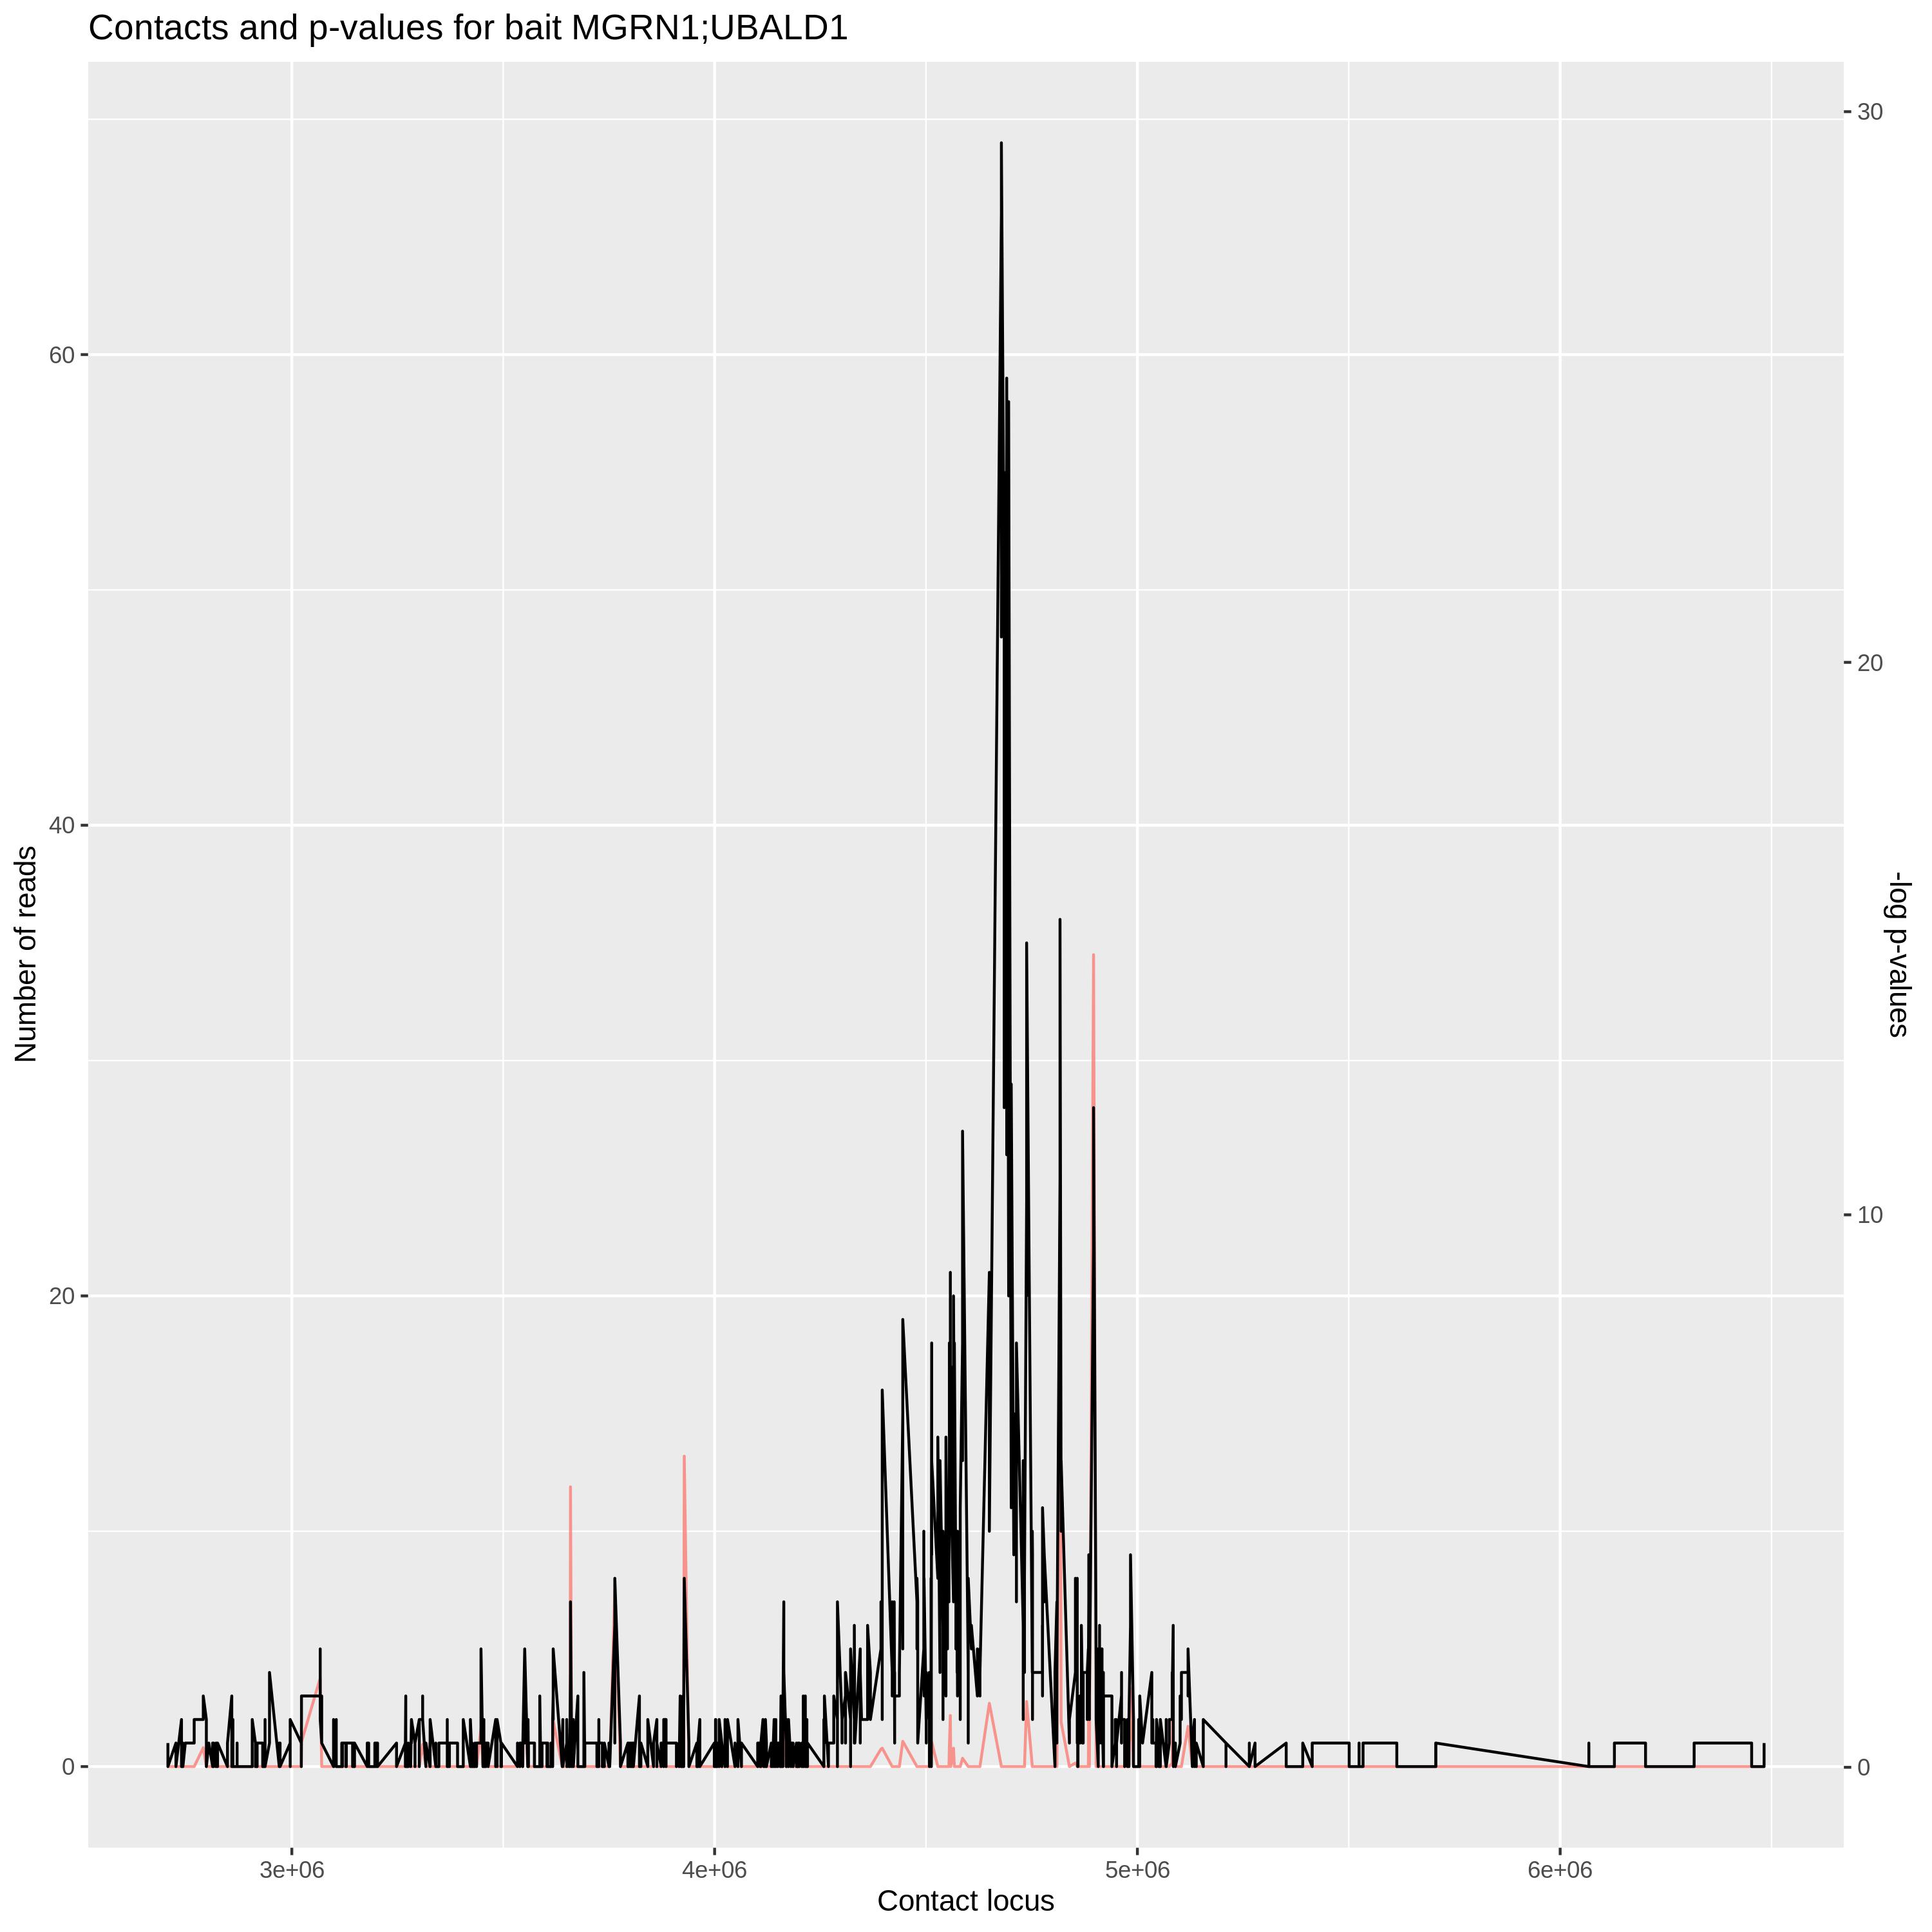 Contacts and p-values for bait MGRN1;UBALD1
Number of reads
60
40
20
0
30
20
10
0
-log p-values
3e+06 4e+06 5e+06 6e+06
Contact locus